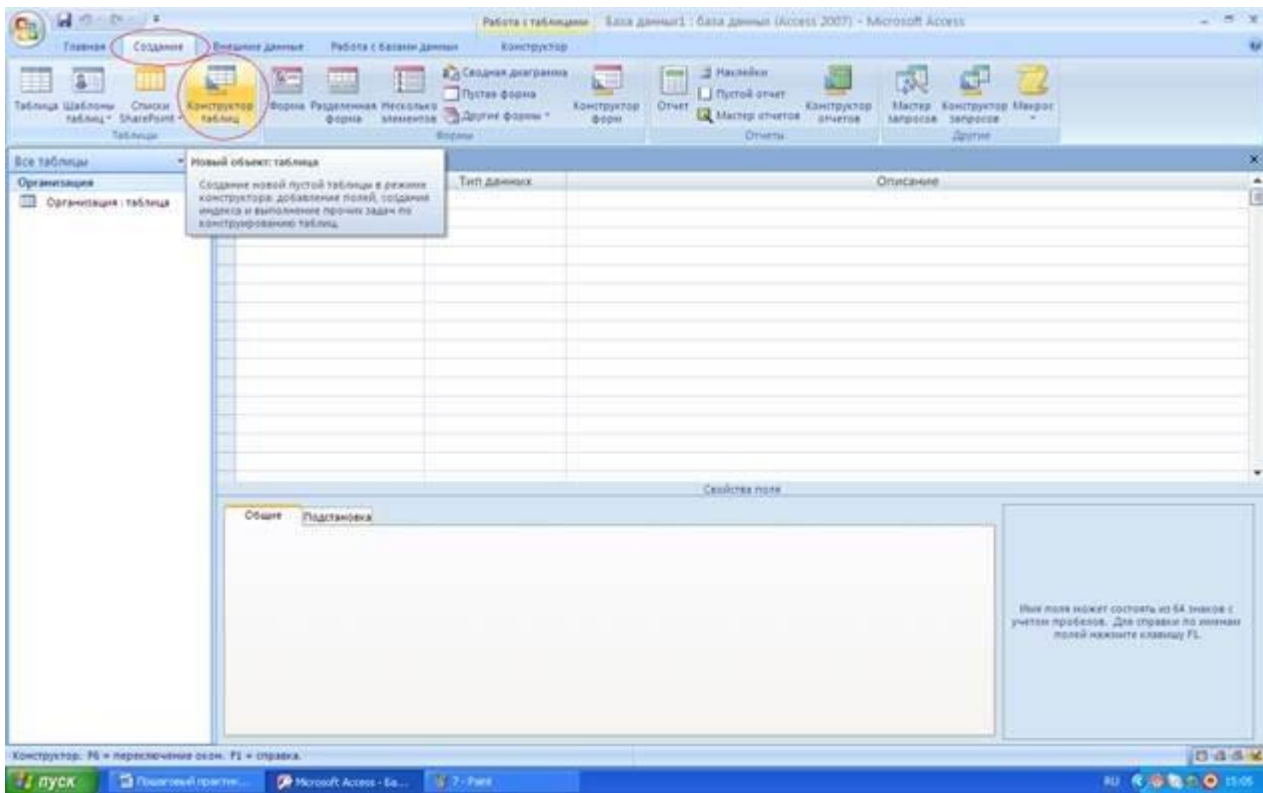 Работа с таблицами База данных1 : база данных (Access 2007) - Microsoft Access
Главная Создание Внешние данные Работа с базами данных Конструктор
Таблица Шаблоны таблиц Списки SharePoint Конструктор таблиц
Форма Разделенная форма Несколько элементов
Сводная диаграмма
Пустая форма
Другие формы
Конструктор форм
Отчет
Наклейки
Пустой отчет
Мастер отчетов
Конструктор отчетов
Мастер запросов Конструктор запросов Макрос
Таблицы Формы Отчеты Другие
Все таблицы
Организация
Организация : таблица
Новый объект: таблица
Создание новой пустой таблицы в режиме
конструктора: добавление полей, создание
индекса и выполнение прочих задач по
конструированию таблиц.
Тип данных Описание
Свойства поля
Общие Подстановка
Имя поля может состоять из 64 знаков с
учетом пробелов. Для справки по именам
полей нажмите клавишу F1.
Конструктор. F6 = переключение окон. F1 = справка.
пуск Пошаговый практи... Microsoft Access - Ба... 7 - Paint RU 15:05